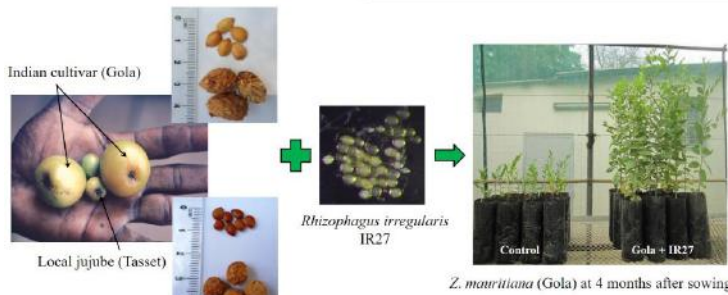 Indian cultivar (Gola)
Local jujube (Tasset)
Rhizophagus irregularis
IR27
Control
Gola + IR27
Z. mauritiana (Gola) at 4 months after sowing